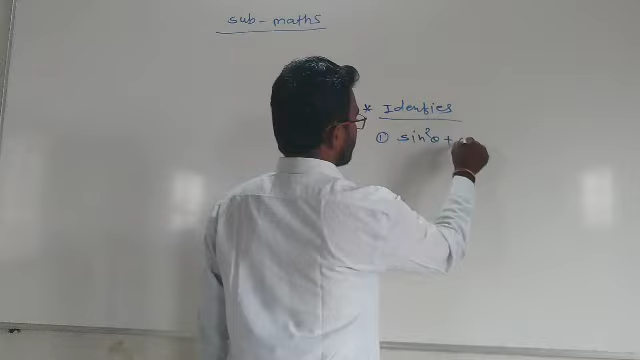 sub-maths
* Identies
① sin²θ +